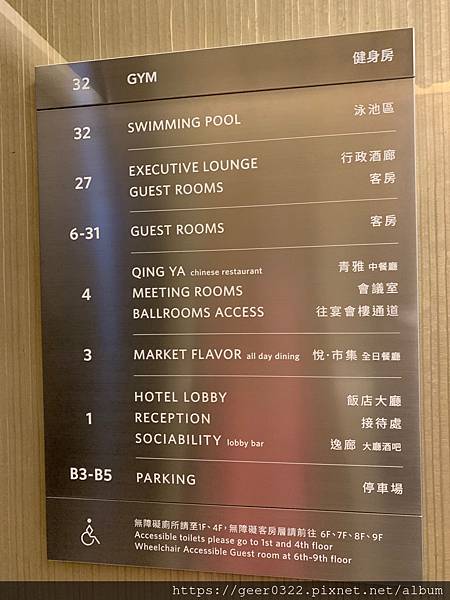 32 GYM 健身房
32 SWIMMING POOL 泳池區
27 EXECUTIVE LOUNGE 行政酒廊
GUEST ROOMS 客房
6-31 GUEST ROOMS 客房
QING YA chinese restaurant 青雅 中餐廳
4 MEETING ROOMS 會議室
BALLROOMS ACCESS 往宴會樓通道
3 MARKET FLAVOR all day dining 悅·市集 全日餐廳
HOTEL LOBBY 飯店大廳
1 RECEPTION 接待處
SOCIABILITY lobby bar 逸廊 大廳酒吧
B3-B5 PARKING 停車場
無障礙廁所請至1F、4F，無障礙客房層請前往 6F、7F、8F、9F
Accessible toilets please go to 1st and 4th floor
Wheelchair Accessible Guest room at 6th-9th floor
https://geer0322.pixnet.net/album